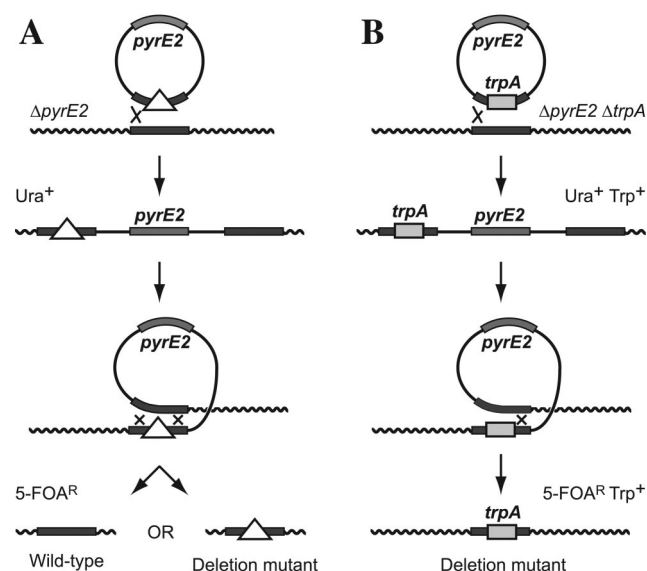 A
pyrE2
ΔpyrE2
Ura+
pyrE2
pyrE2
5-FOAR
OR
Wild-type
Deletion mutant
B
pyrE2
trpA
ΔpyrE2 ΔtrpA
Ura+ Trp+
trpA
pyrE2
pyrE2
5-FOAR Trp+
trpA
Deletion mutant